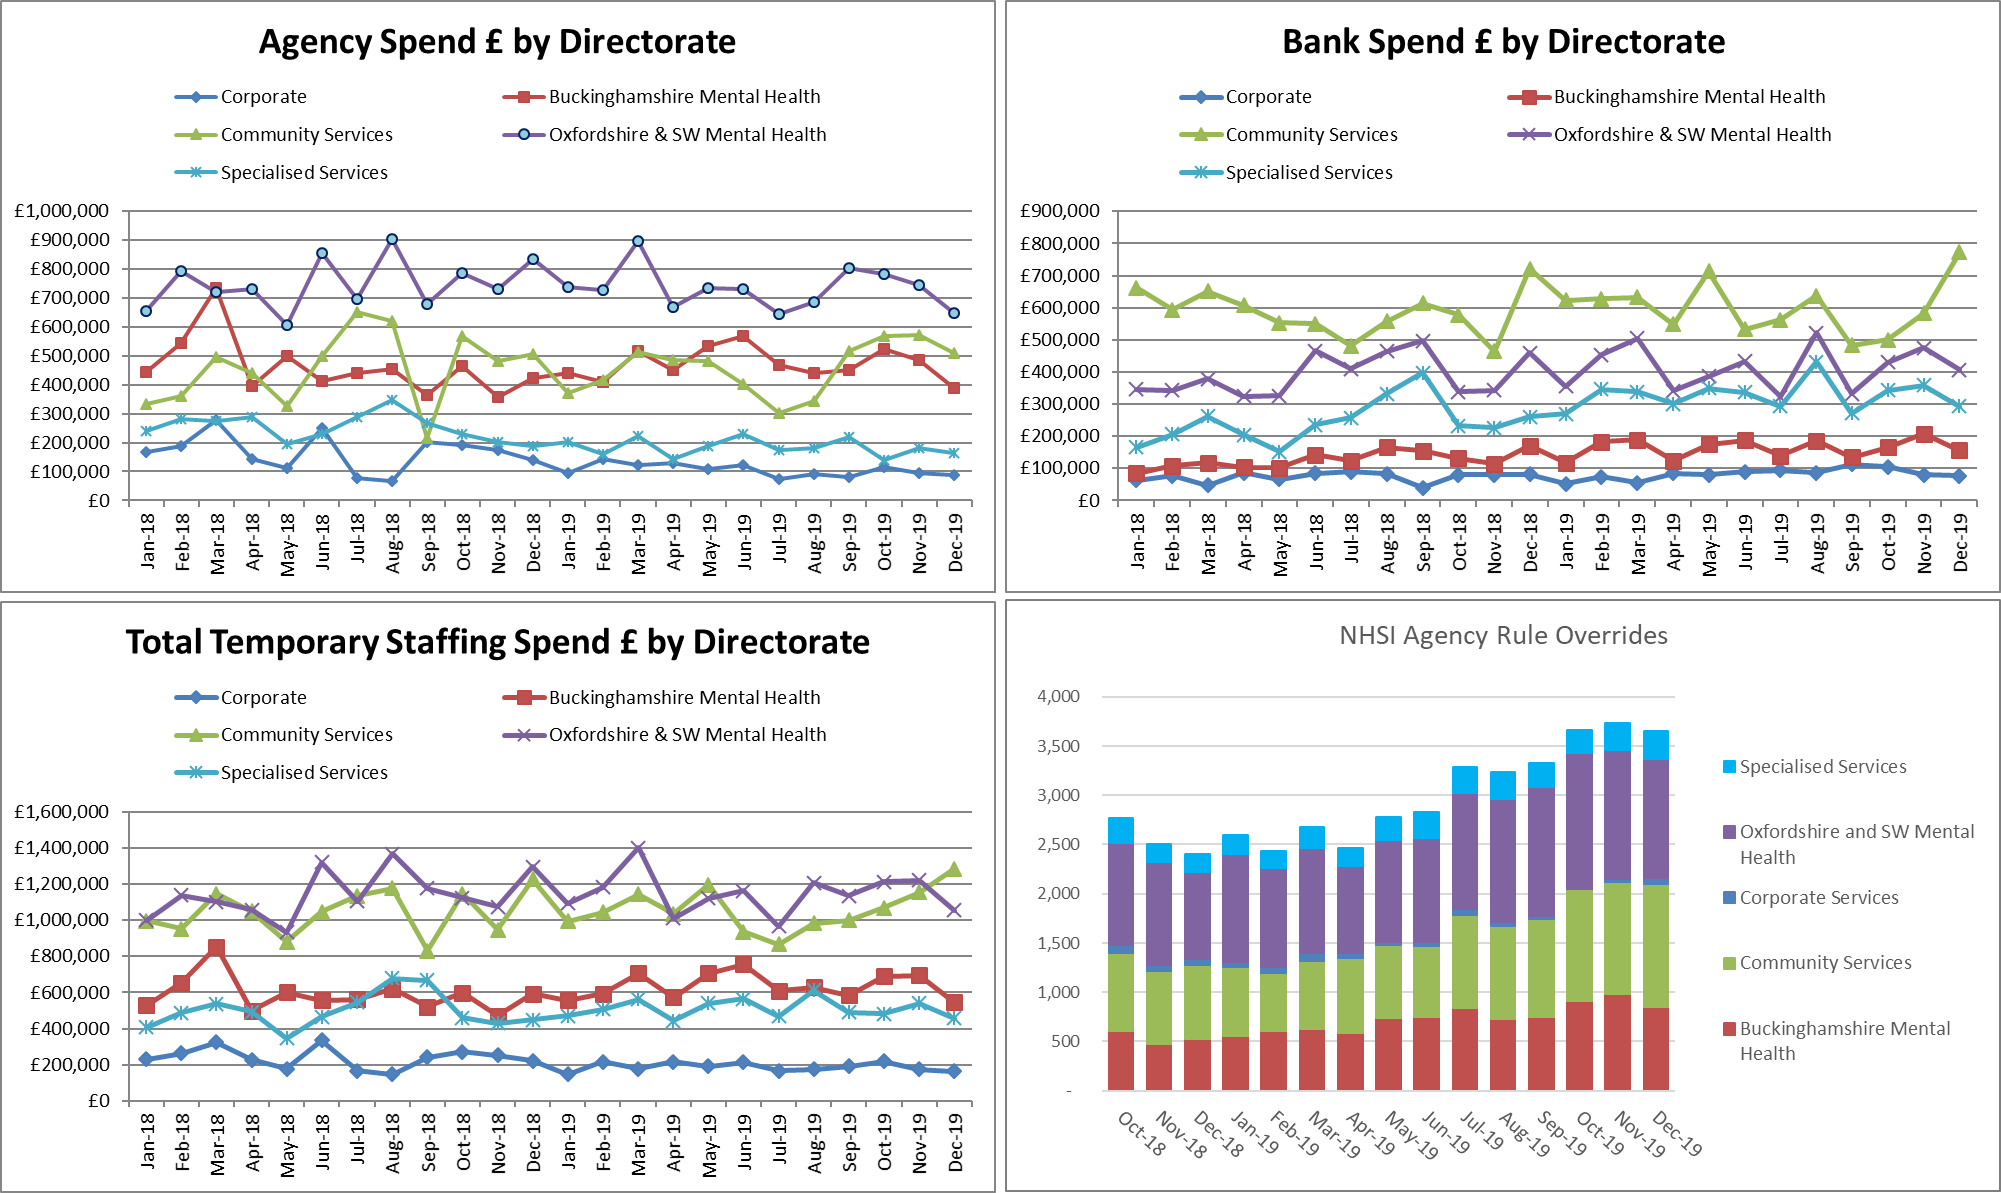 Agency Spend £ by Directorate
Corporate
Buckinghamshire Mental Health
Community Services
Oxfordshire & SW Mental Health
Specialised Services
£1,000,000
£900,000
£800,000
£700,000
£600,000
£500,000
£400,000
£300,000
£200,000
£100,000
£0
Jan-18
Feb-18
Mar-18
Apr-18
May-18
Jun-18
Jul-18
Aug-18
Sep-18
Oct-18
Nov-18
Dec-18
Jan-19
Feb-19
Mar-19
Apr-19
May-19
Jun-19
Jul-19
Aug-19
Sep-19
Oct-19
Nov-19
Dec-19
Bank Spend £ by Directorate
Corporate
Buckinghamshire Mental Health
Community Services
Oxfordshire & SW Mental Health
Specialised Services
£900,000
£800,000
£700,000
£600,000
£500,000
£400,000
£300,000
£200,000
£100,000
£0
Jan-18
Feb-18
Mar-18
Apr-18
May-18
Jun-18
Jul-18
Aug-18
Sep-18
Oct-18
Nov-18
Dec-18
Jan-19
Feb-19
Mar-19
Apr-19
May-19
Jun-19
Jul-19
Aug-19
Sep-19
Oct-19
Nov-19
Dec-19
Total Temporary Staffing Spend £ by Directorate
Corporate
Buckinghamshire Mental Health
Community Services
Oxfordshire & SW Mental Health
Specialised Services
£1,600,000
£1,400,000
£1,200,000
£1,000,000
£800,000
£600,000
£400,000
£200,000
£0
Jan-18
Feb-18
Mar-18
Apr-18
May-18
Jun-18
Jul-18
Aug-18
Sep-18
Oct-18
Nov-18
Dec-18
Jan-19
Feb-19
Mar-19
Apr-19
May-19
Jun-19
Jul-19
Aug-19
Sep-19
Oct-19
Nov-19
Dec-19
NHSI Agency Rule Overrides
4,000
3,500
3,000
2,500
2,000
1,500
1,000
500
-
Oct-18
Nov-18
Dec-18
Jan-19
Feb-19
Mar-19
Apr-19
May-19
Jun-19
Jul-19
Aug-19
Sep-19
Oct-19
Nov-19
Dec-19
Specialised Services
Oxfordshire and SW Mental
Health
Corporate Services
Community Services
Buckinghamshire Mental
Health